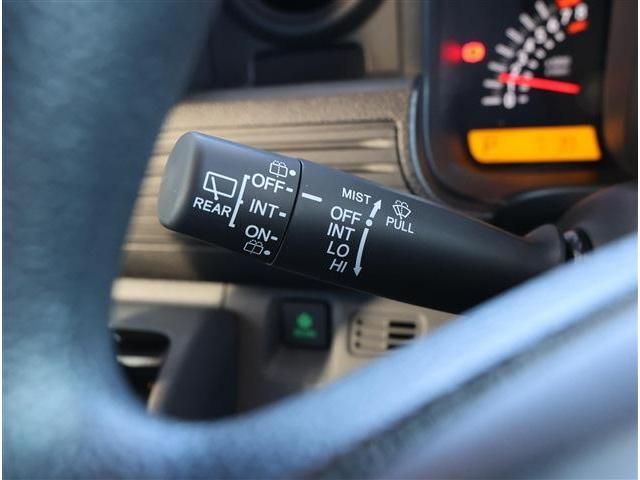 OFF
REAR
INT
ON
MIST
OFF
INT
LO
HI
PULL